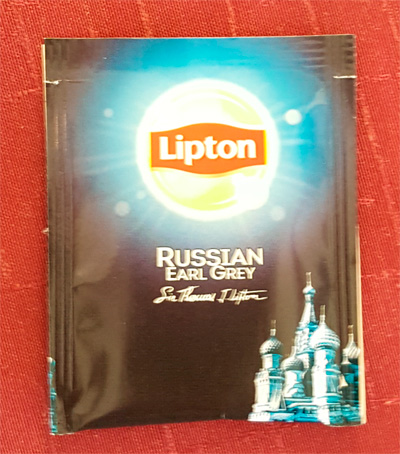 Lipton
RUSSIAN
EARL GREY
Sir Thomas J Lipton